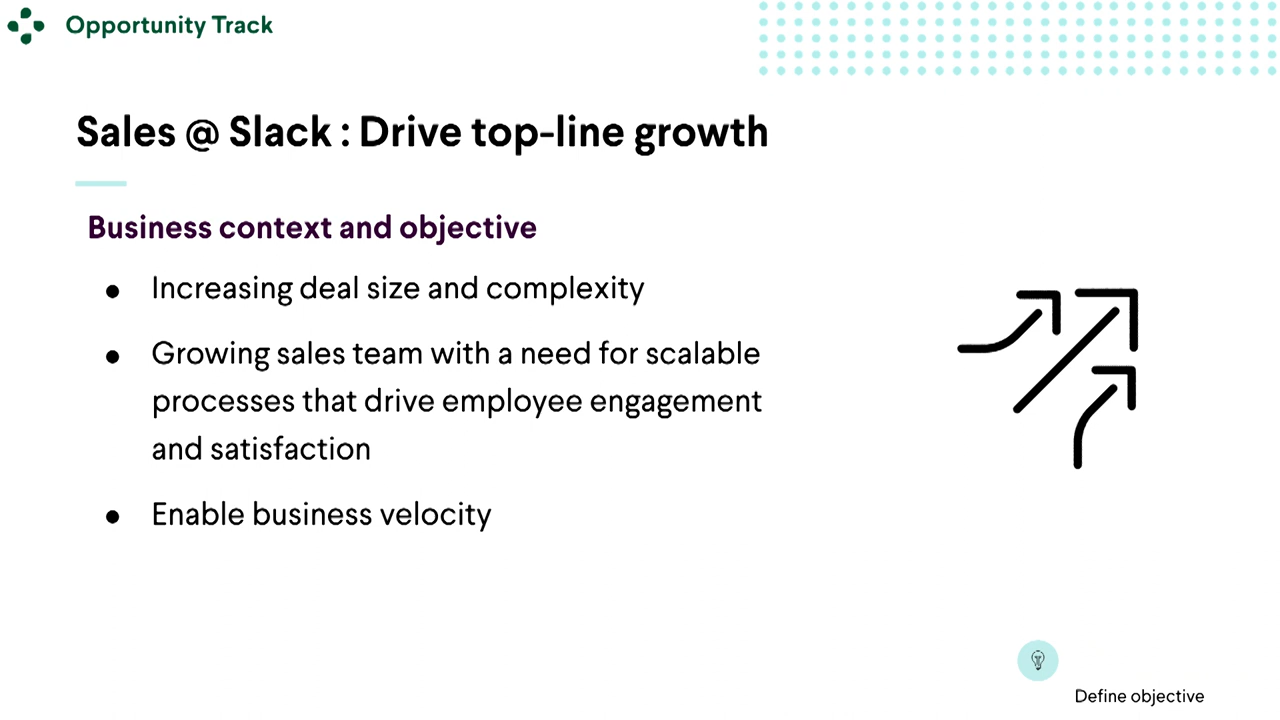 Opportunity Track
Sales @ Slack : Drive top-line growth
Business context and objective
● Increasing deal size and complexity
● Growing sales team with a need for scalable
processes that drive employee engagement
and satisfaction
● Enable business velocity
Define objective